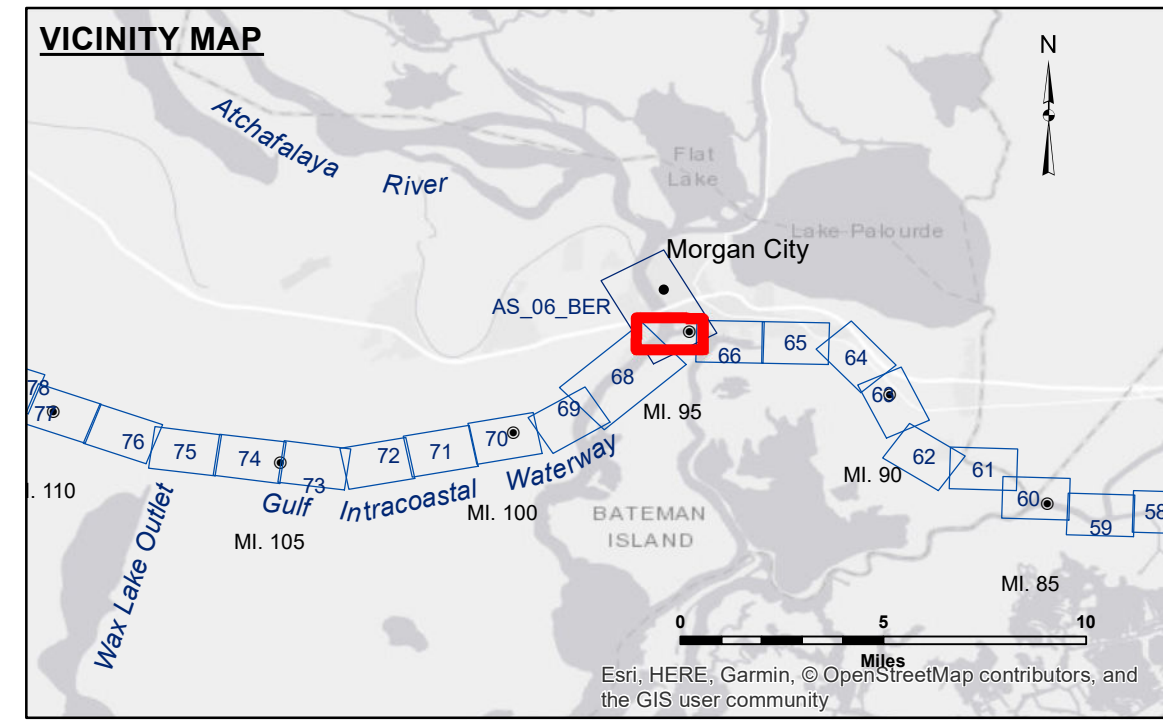 VICINITY MAP
N
Atchafalaya
River
Flat
Lake
Lake Palourde
Morgan City
AS_06_BER
66
65
64
63
68
MI. 95
78
77
76
75
74
73
72
71
70
69
62
61
60
59
58
MI. 90
I. 110
Gulf Intracoastal Waterway
MI. 100
MI. 105
BATEMAN
ISLAND
Wax Lake Outlet
MI. 85
0 5 10
Miles
Esri, HERE, Garmin, © OpenStreetMap contributors, and
the GIS user community